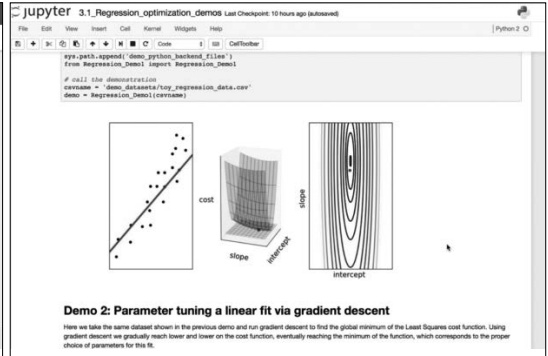 jupyter 3.1_Regression_optimization_demos Last Checkpoint: 10 hours ago (autosaved)
File Edit View Insert Cell Kernel Widgets Help
Python 2
Code CellToolbar
sys.path.append('demo_python_backend_files')
from Regression_Demo1 import Regression_Demo1
# call the demonstration
csvname = 'demo_datasets/toy_regression_data.csv'
demo = Regression_Demo1(csvname)
cost
slope
intercept
slope
intercept
Demo 2: Parameter tuning a linear fit via gradient descent
Here we take the same dataset shown in the previous demo and run gradient descent to find the global minimum of the Least Squares cost function. Using
gradient descent we gradually reach lower and lower on the cost function, eventually reaching the minimum of the function, which corresponds to the proper
choice of parameters for this fit.